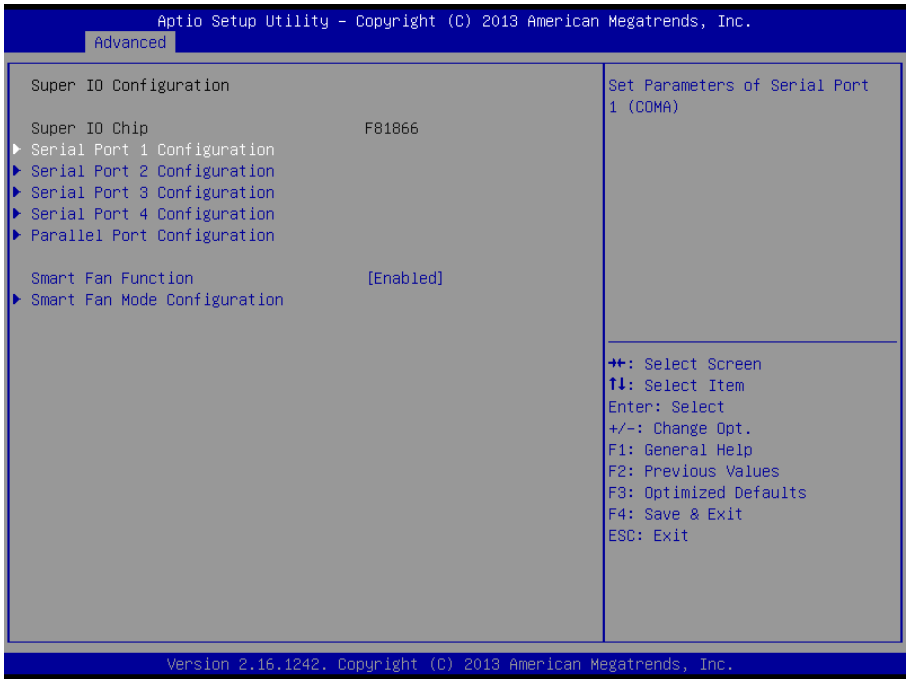 Aptio Setup Utility – Copyright (C) 2013 American Megatrends, Inc.
Advanced
Super IO Configuration
Super IO Chip F81866
Serial Port 1 Configuration
Serial Port 2 Configuration
Serial Port 3 Configuration
Serial Port 4 Configuration
Parallel Port Configuration
Smart Fan Function [Enabled]
Smart Fan Mode Configuration
Set Parameters of Serial Port
1 (COMA)
→←: Select Screen
↑↓: Select Item
Enter: Select
+/-: Change Opt.
F1: General Help
F2: Previous Values
F3: Optimized Defaults
F4: Save & Exit
ESC: Exit
Version 2.16.1242. Copyright (C) 2013 American Megatrends, Inc.